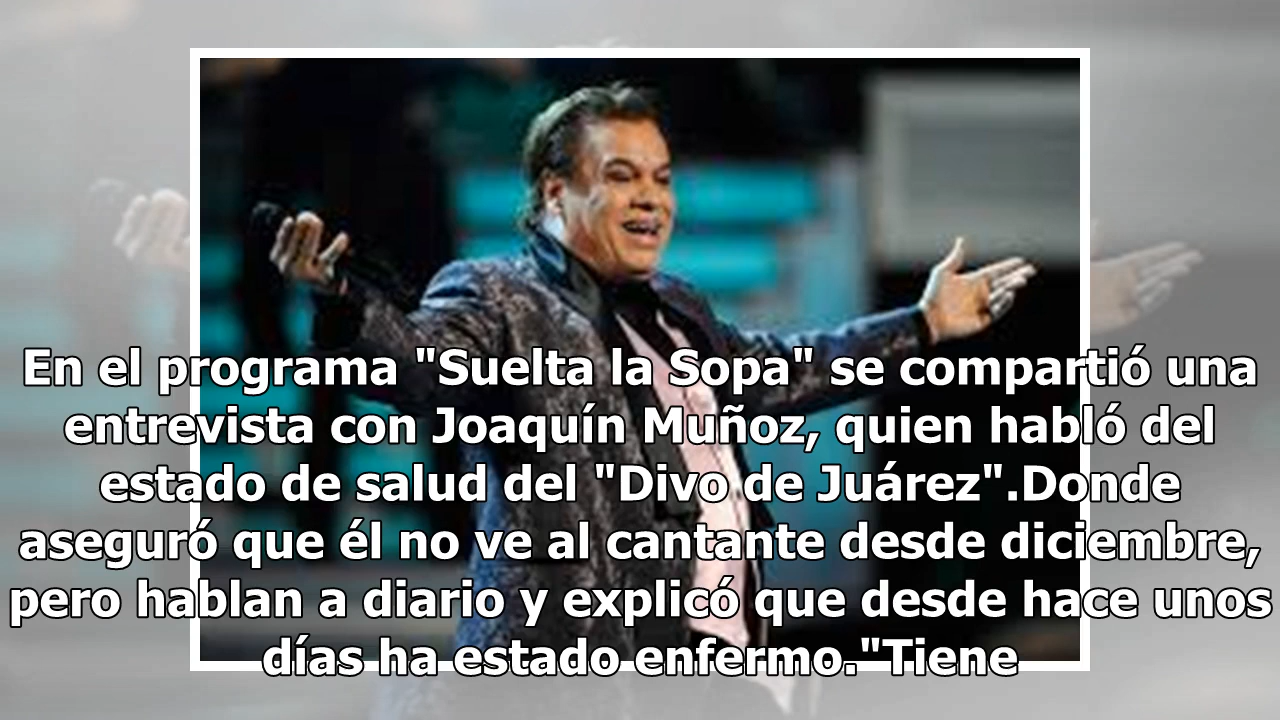 En el programa "Suelta la Sopa" se compartió una
entrevista con Joaquín Muñoz, quien habló del
estado de salud del "Divo de Juárez".Donde
aseguró que él no ve al cantante desde diciembre,
pero hablan a diario y explicó que desde hace unos
días ha estado enfermo."Tiene